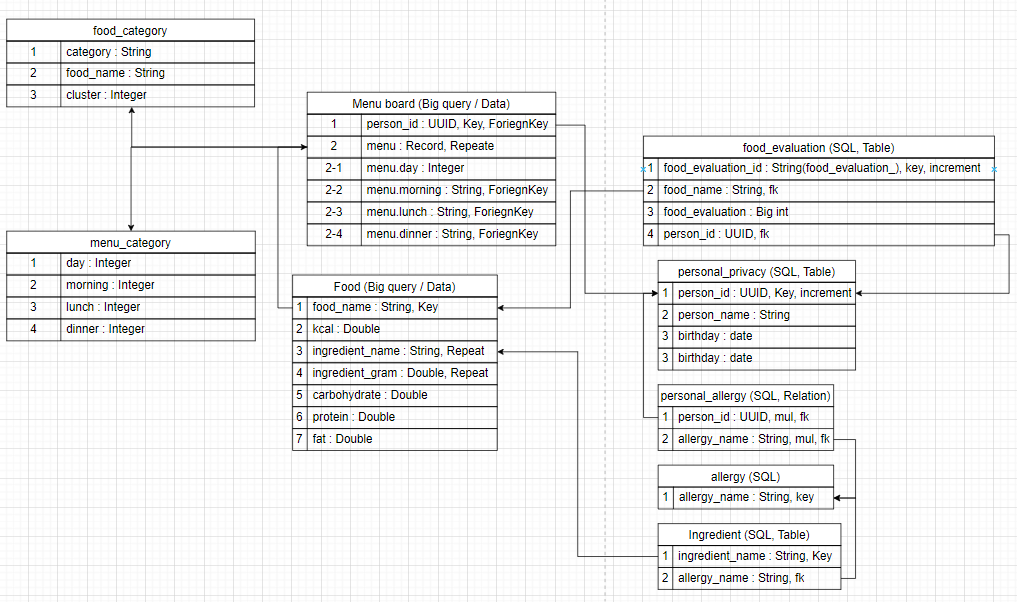 food_category
1 category : String
2 food_name : String
3 cluster : Integer
menu_category
1 day : Integer
2 morning : Integer
3 lunch : Integer
4 dinner : Integer
Menu board (Big query / Data)
1 person_id : UUID, Key, ForiegnKey
2 menu : Record, Repeate
2-1 menu.day : Integer
2-2 menu.morning : String, ForiegnKey
2-3 menu.lunch : String, ForiegnKey
2-4 menu.dinner : String, ForiegnKey
Food (Big query / Data)
1 food_name : String, Key
2 kcal : Double
3 ingredient_name : String, Repeat
4 ingredient_gram : Double, Repeat
5 carbohydrate : Double
6 protein : Double
7 fat : Double
food_evaluation (SQL, Table)
1 food_evaluation_id : String(food_evaluation_), key, increment
2 food_name : String, fk
3 food_evaluation : Big int
4 person_id : UUID, fk
personal_privacy (SQL, Table)
1 person_id : UUID, Key, increment
2 person_name : String
3 birthday : date
3 birthday : date
personal_allergy (SQL, Relation)
1 person_id : UUID, mul, fk
2 allergy_name : String, mul, fk
allergy (SQL)
1 allergy_name : String, key
Ingredient (SQL, Table)
1 ingredient_name : String, Key
2 allergy_name : String, fk